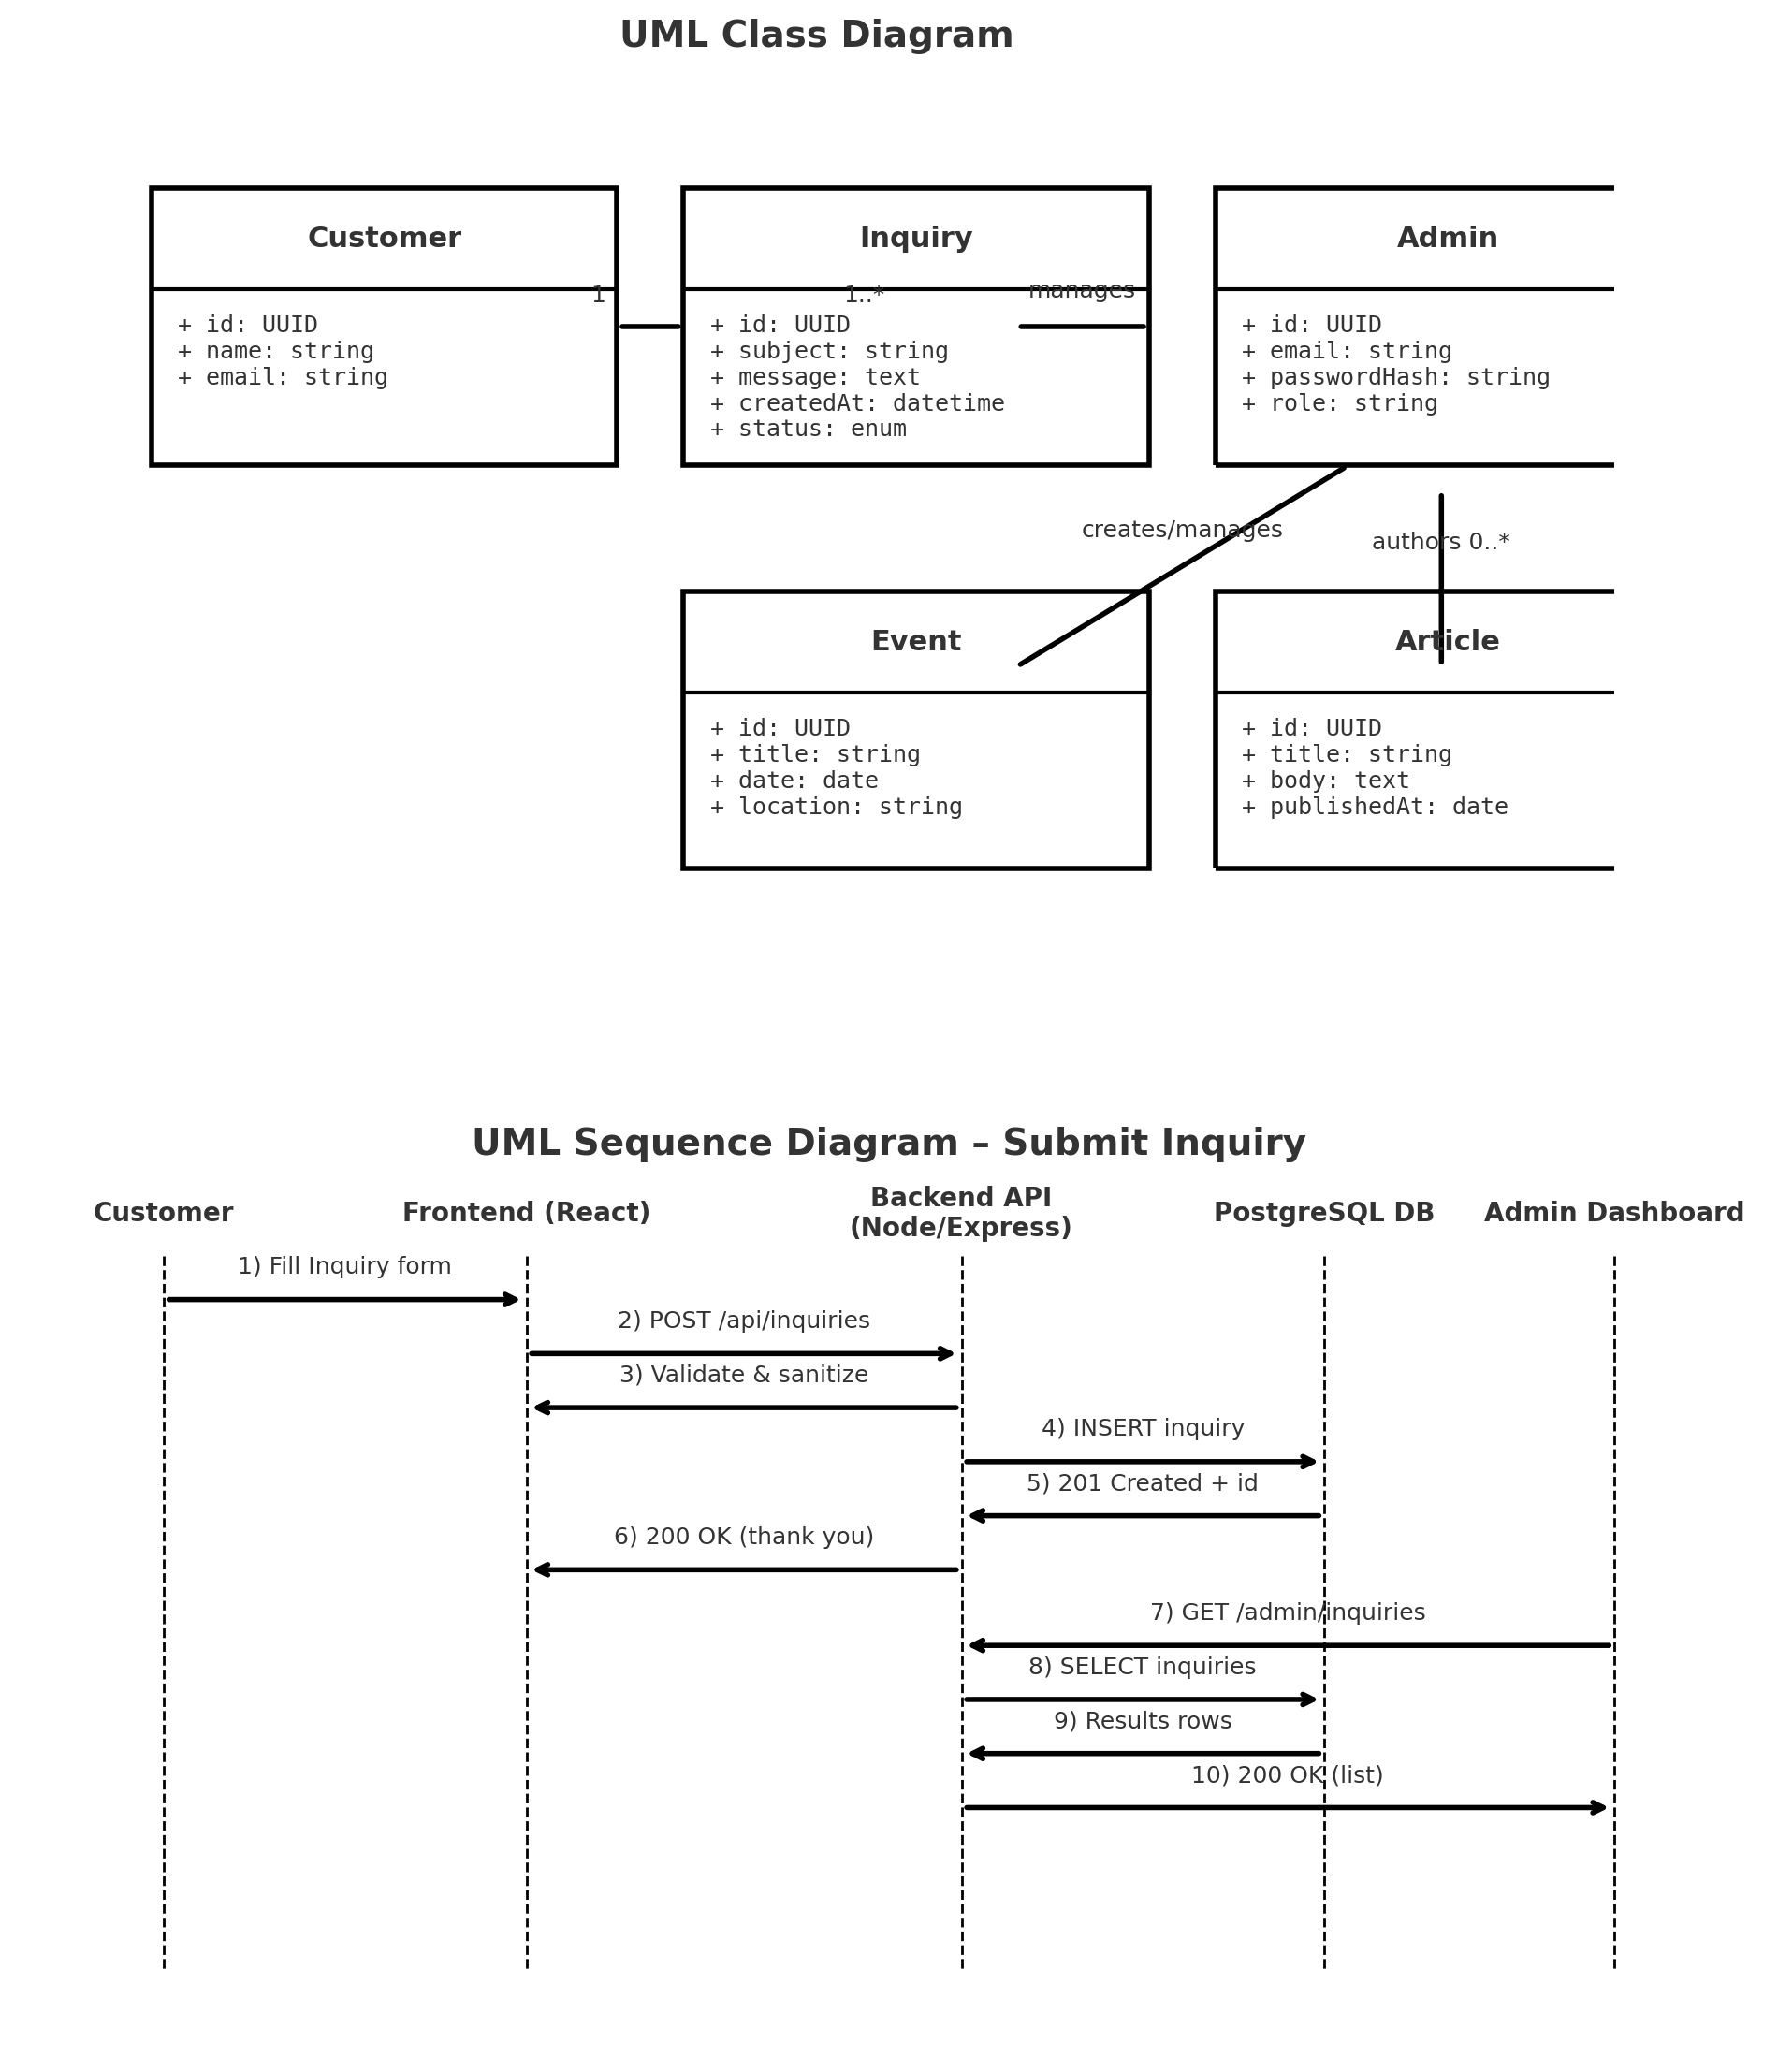 UML Class Diagram
Customer
1
+ id: UUID
+ name: string
+ email: string
Inquiry
1..*
manages
+ id: UUID
+ subject: string
+ message: text
+ createdAt: datetime
+ status: enum
Admin
+ id: UUID
+ email: string
+ passwordHash: string
+ role: string
creates/manages
authors 0..*
Event
+ id: UUID
+ title: string
+ date: date
+ location: string
Article
+ id: UUID
+ title: string
+ body: text
+ publishedAt: date
UML Sequence Diagram – Submit Inquiry
Customer
Frontend (React)
Backend API
(Node/Express)
PostgreSQL DB
Admin Dashboard
1) Fill Inquiry form
2) POST /api/inquiries
3) Validate & sanitize
4) INSERT inquiry
5) 201 Created + id
6) 200 OK (thank you)
7) GET /admin/inquiries
8) SELECT inquiries
9) Results rows
10) 200 OK (list)